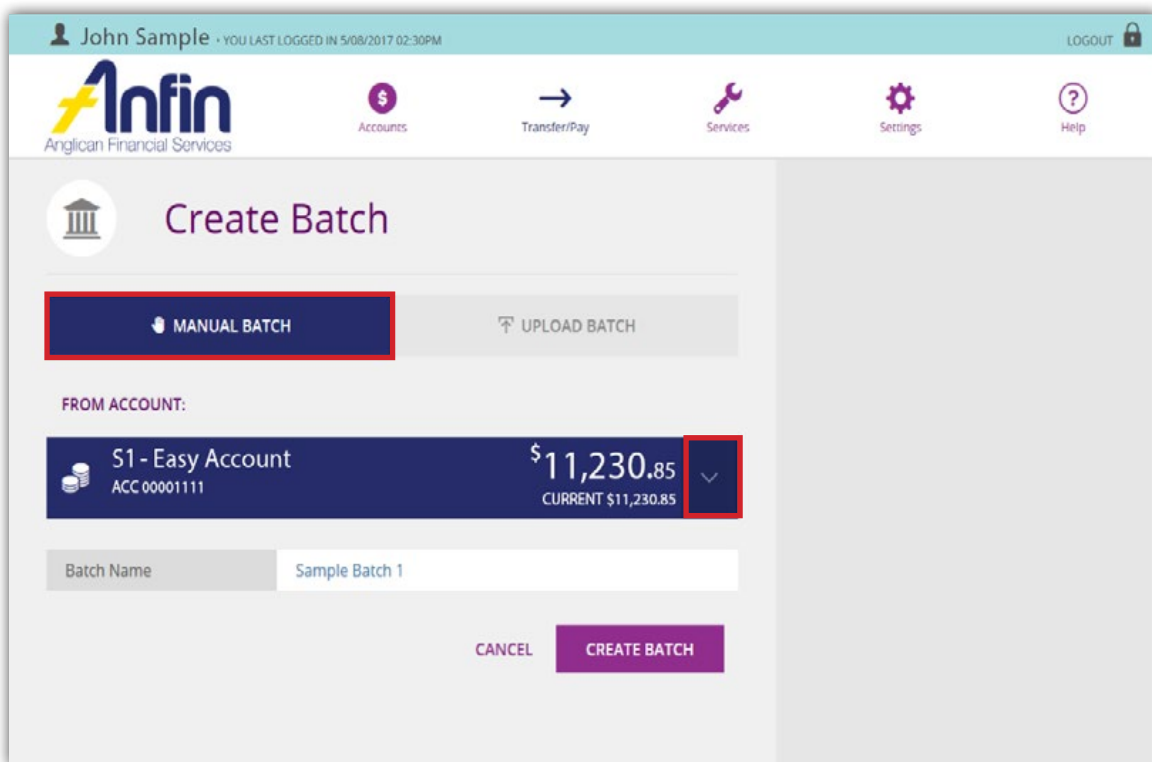 John Sample • YOU LAST LOGGED IN 5/08/2017 02:30PM
LOGOUT
Anfin
Anglican Financial Services
Accounts
Transfer/Pay
Services
Settings
Help
Create Batch
MANUAL BATCH
UPLOAD BATCH
FROM ACCOUNT:
S1 - Easy Account
ACC 00001111
$11,230.85
CURRENT $11,230.85
Batch Name
Sample Batch 1
CANCEL
CREATE BATCH